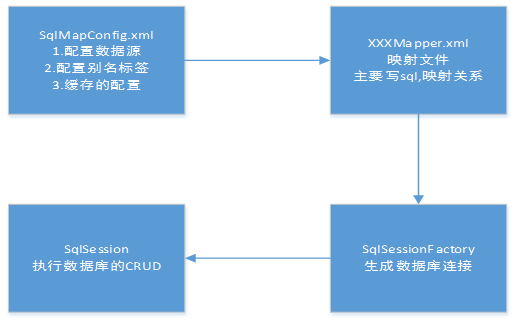 SqlMapConfig.xml
1.配置数据源
2.配置别名标签
3.缓存的配置
XXXMapper.xml
映射文件
主要写sql,映射关系
SqlSession
执行数据库的CRUD
SqlSessionFactory
生成数据库连接